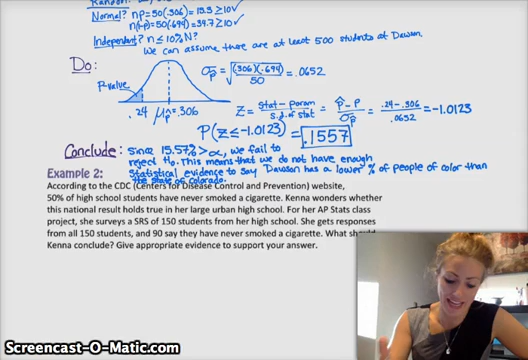 Random:
Normal? np = 50(.306) = 15.3 ≥ 10 ✓
n(1-p) = 50(.694) = 34.7 ≥ 10 ✓
Independent? n ≤ 10% N?
We can assume there are at least 500 students at Dawson.
Do:
P-value
σp̂ = √((.306)(.694)/50) = .0652
.24 μp̂ = .306
Z = Stat - Param / s.d. of stat = p̂ - p / σp̂ = .24 - .306 / .0652 = -1.0123
P(Z ≤ -1.0123) = .1557
Conclude: Since 15.57% > α, we fail to
reject H₀. This means that we do not have enough
statistical evidence to say Dawson has a lower % of people of color than
the state of Colorado.
Example 2:
According to the CDC (Centers for Disease Control and Prevention) website,
50% of high school students have never smoked a cigarette. Kenna wonders whether
this national result holds true in her large urban high school. For her AP Stats class
project, she surveys a SRS of 150 students from her high school. She gets responses
from all 150 students, and 90 say they have never smoked a cigarette. What should
Kenna conclude? Give appropriate evidence to support your answer.
Screencast-O-Matic.com